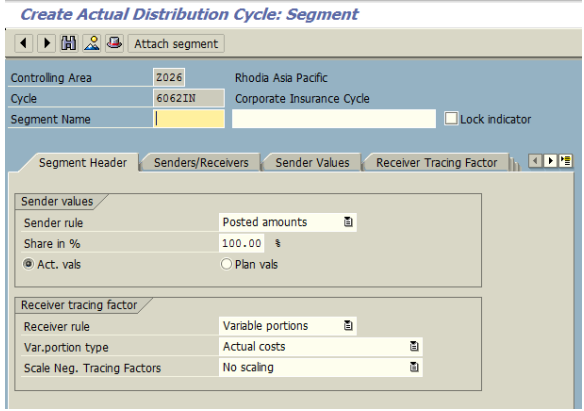 Create Actual Distribution Cycle: Segment
Attach segment
Controlling Area Z026 Rhodia Asia Pacific
Cycle 6062IN Corporate Insurance Cycle
Segment Name Lock indicator
Segment Header Senders/Receivers Sender Values Receiver Tracing Factor
Sender values
Sender rule Posted amounts
Share in % 100.00 %
Act. vals Plan vals
Receiver tracing factor
Receiver rule Variable portions
Var.portion type Actual costs
Scale Neg. Tracing Factors No scaling